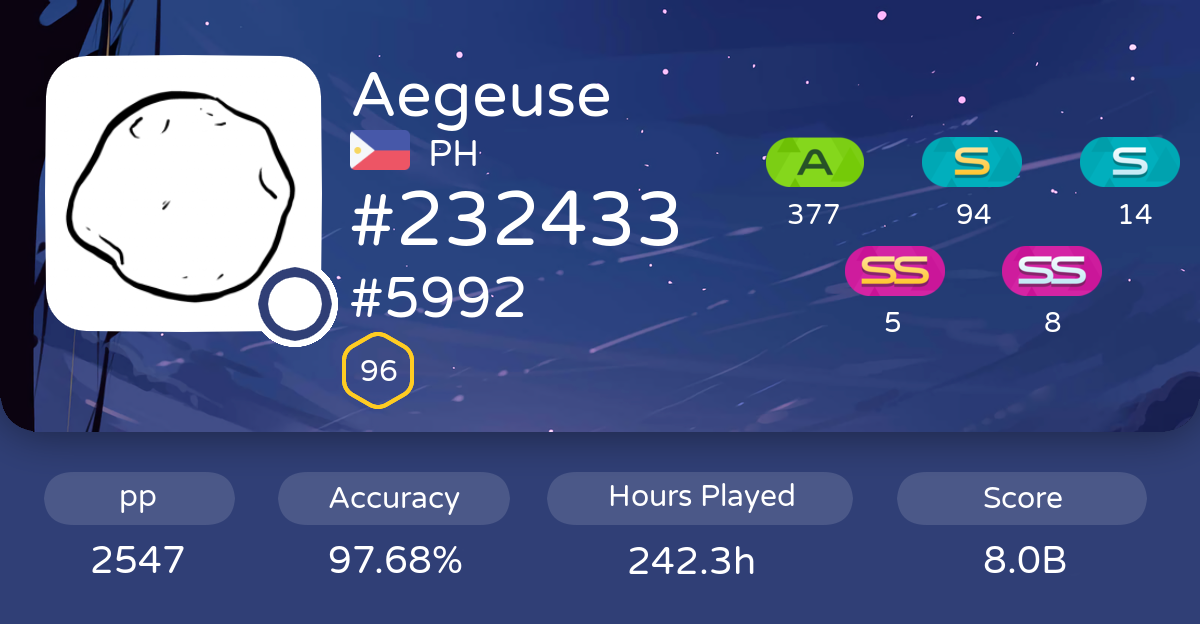 Aegeuse
PH
#232433
#5992
96
A S S
377 94 14
SS SS
5 8
pp Accuracy Hours Played Score
2547 97.68% 242.3h 8.0B